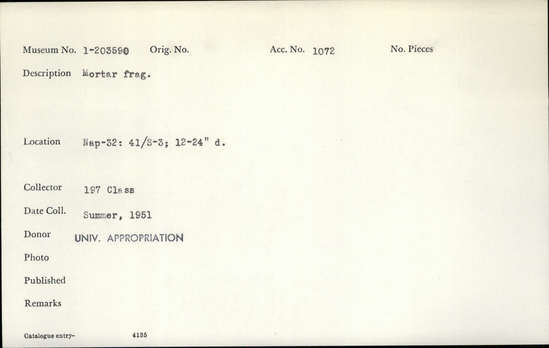 Museum No. 1-203590 Orig. No. Acc. No. 1072 No. Pieces
Description Mortar frag.
Location Nap-32: 41/S-3; 12-24" d.
Collector 197 Class
Date Coll. Summer, 1951
Donor UNIV. APPROPRIATION
Photo
Published
Remarks
Catalogue entry- 4135